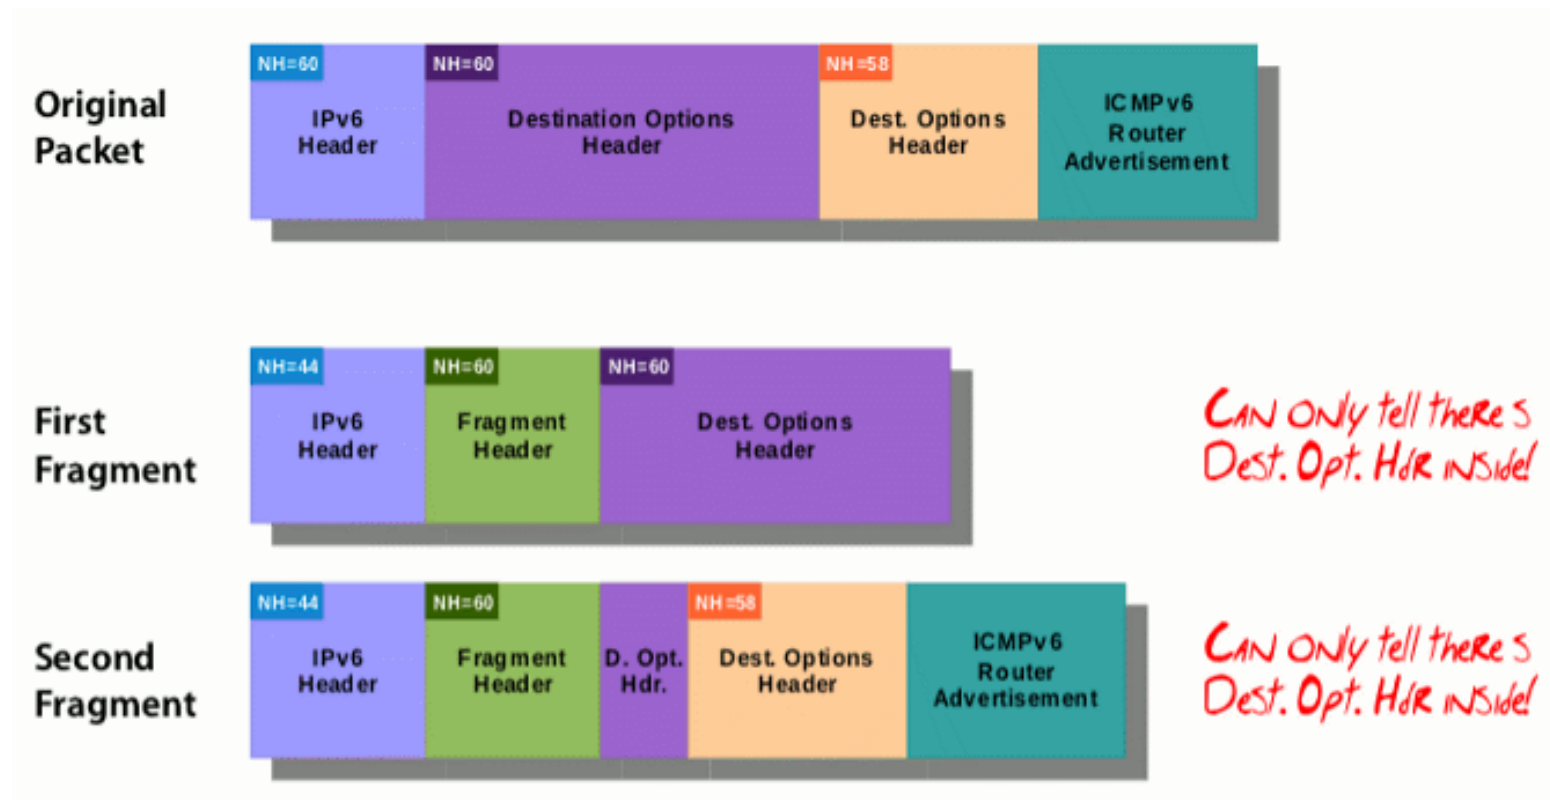 Original
Packet
NH=60
IPv6
Header
NH=60
Destination Options
Header
NH=58
Dest. Options
Header
ICMPv6
Router
Advertisement
First
Fragment
NH=44
IPv6
Header
NH=60
Fragment
Header
NH=60
Dest. Options
Header
CAN ONly tell theRe s
Dest. Opt. HdR iNSide!
Second
Fragment
NH=44
IPv6
Header
NH=60
Fragment
Header
D. Opt.
Hdr.
NH=58
Dest. Options
Header
ICMPv6
Router
Advertisement
CAN ONly tell theRe s
Dest. Opt. HdR iNSide!